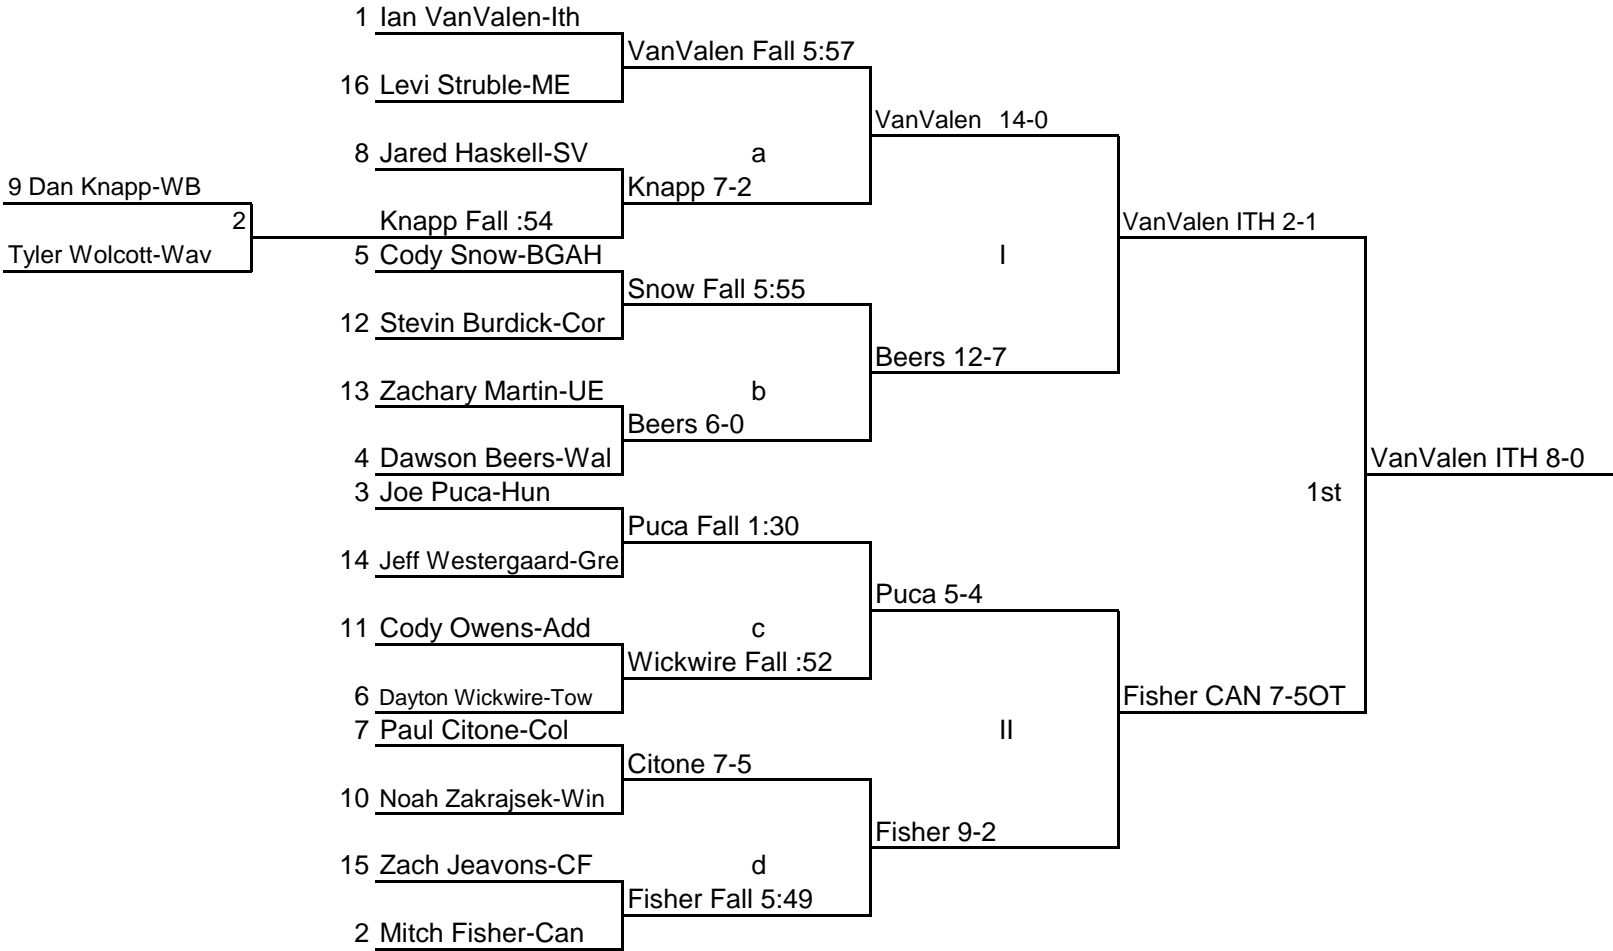 1 Ian VanValen-Ith
VanValen Fall 5:57
16 Levi Struble-ME
VanValen 14-0
8 Jared Haskell-SV a
9 Dan Knapp-WB
Knapp 7-2
2
Knapp Fall :54
VanValen ITH 2-1
Tyler Wolcott-Wav
5 Cody Snow-BGAH
I
Snow Fall 5:55
12 Stevin Burdick-Cor
Beers 12-7
13 Zachary Martin-UE b
Beers 6-0
4 Dawson Beers-Wal
VanValen ITH 8-0
3 Joe Puca-Hun
1st
Puca Fall 1:30
14 Jeff Westergaard-Gre
Puca 5-4
11 Cody Owens-Add c
Wickwire Fall :52
6 Dayton Wickwire-Tow
Fisher CAN 7-5OT
7 Paul Citone-Col
II
Citone 7-5
10 Noah Zakrajsek-Win
Fisher 9-2
15 Zach Jeavons-CF d
Fisher Fall 5:49
2 Mitch Fisher-Can